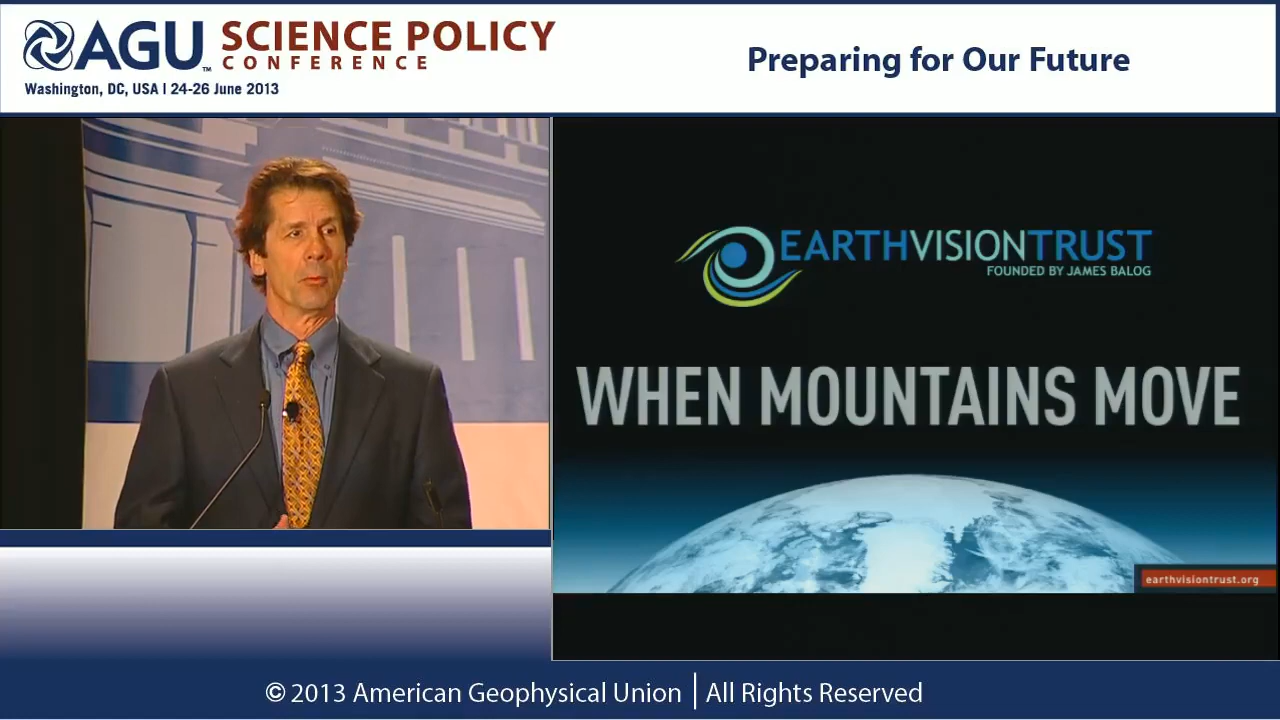 AGU™ SCIENCE POLICY
CONFERENCE
Washington, DC, USA | 24-26 June 2013
Preparing for Our Future
EARTHVISIONTRUST
FOUNDED BY JAMES BALOG
WHEN MOUNTAINS MOVE
earthvisiontrust.org
© 2013 American Geophysical Union | All Rights Reserved